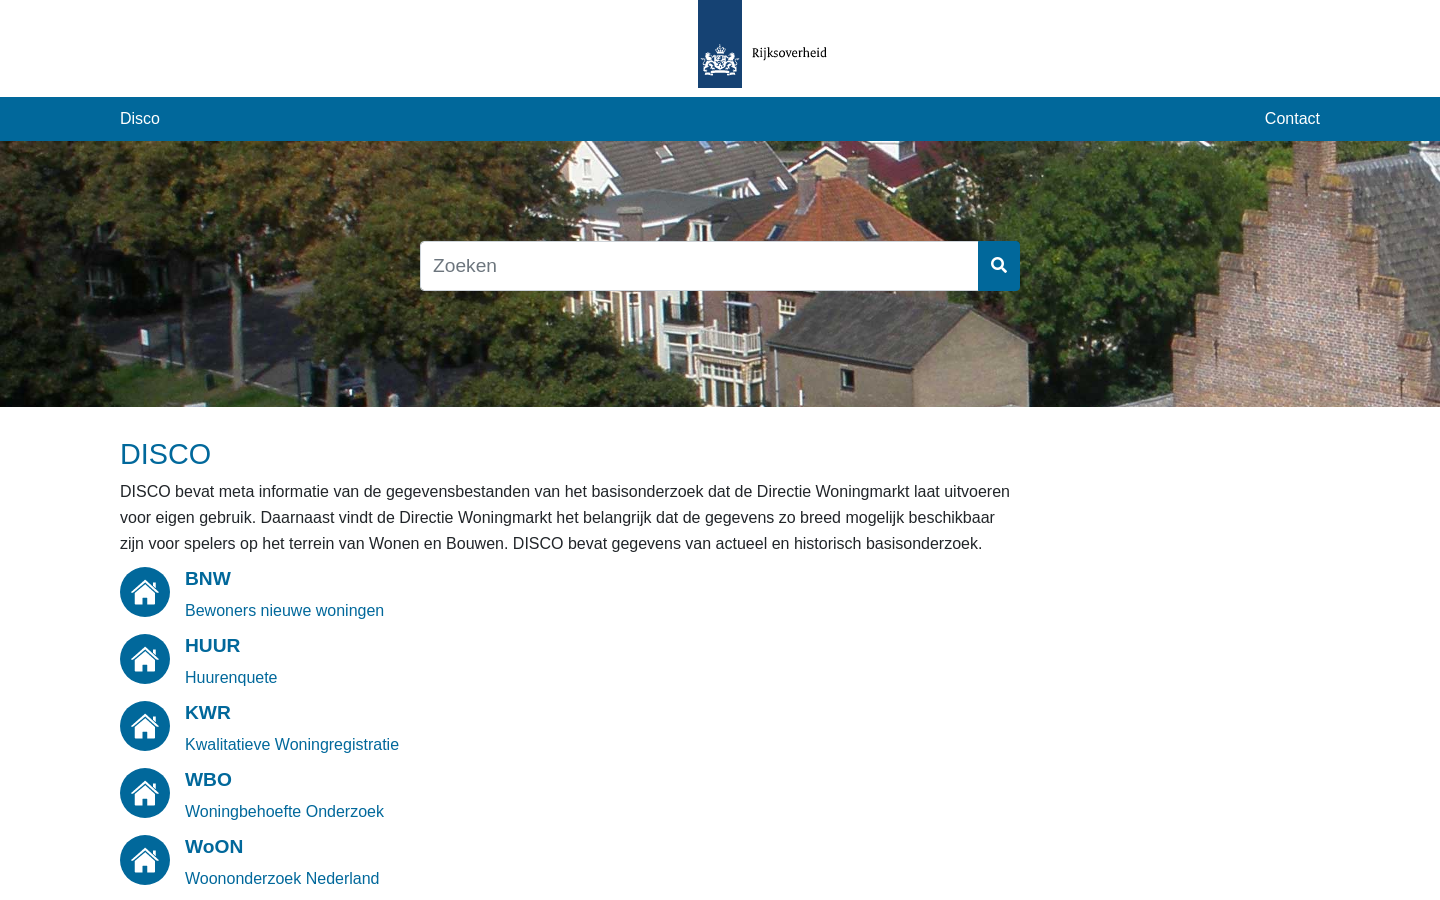 Rijksoverheid
Disco
Contact
Zoeken
DISCO
DISCO bevat meta informatie van de gegevensbestanden van het basisonderzoek dat de Directie Woningmarkt laat uitvoeren
voor eigen gebruik. Daarnaast vindt de Directie Woningmarkt het belangrijk dat de gegevens zo breed mogelijk beschikbaar
zijn voor spelers op het terrein van Wonen en Bouwen. DISCO bevat gegevens van actueel en historisch basisonderzoek.
BNW
Bewoners nieuwe woningen
HUUR
Huurenquete
KWR
Kwalitatieve Woningregistratie
WBO
Woningbehoefte Onderzoek
WoON
Woononderzoek Nederland